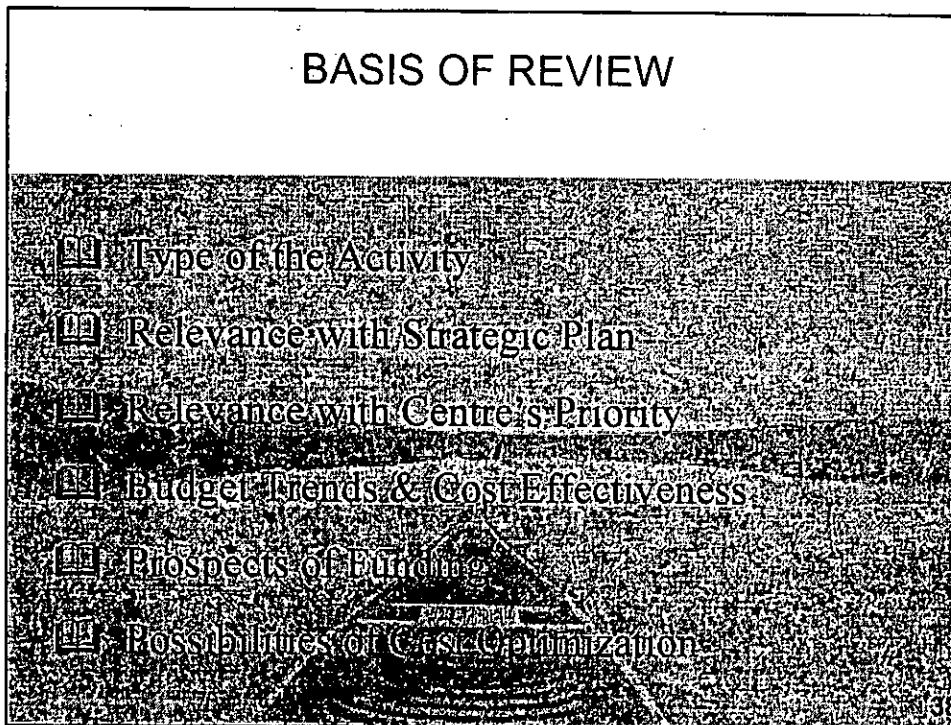 BASIS OF REVIEW
Type of the Activity
Relevance with Strategic Plan
Relevance with Centre's Priority
Budget Trends & Cost Effectiveness
Prospects of Funding
Possibilities of Cost Optimization